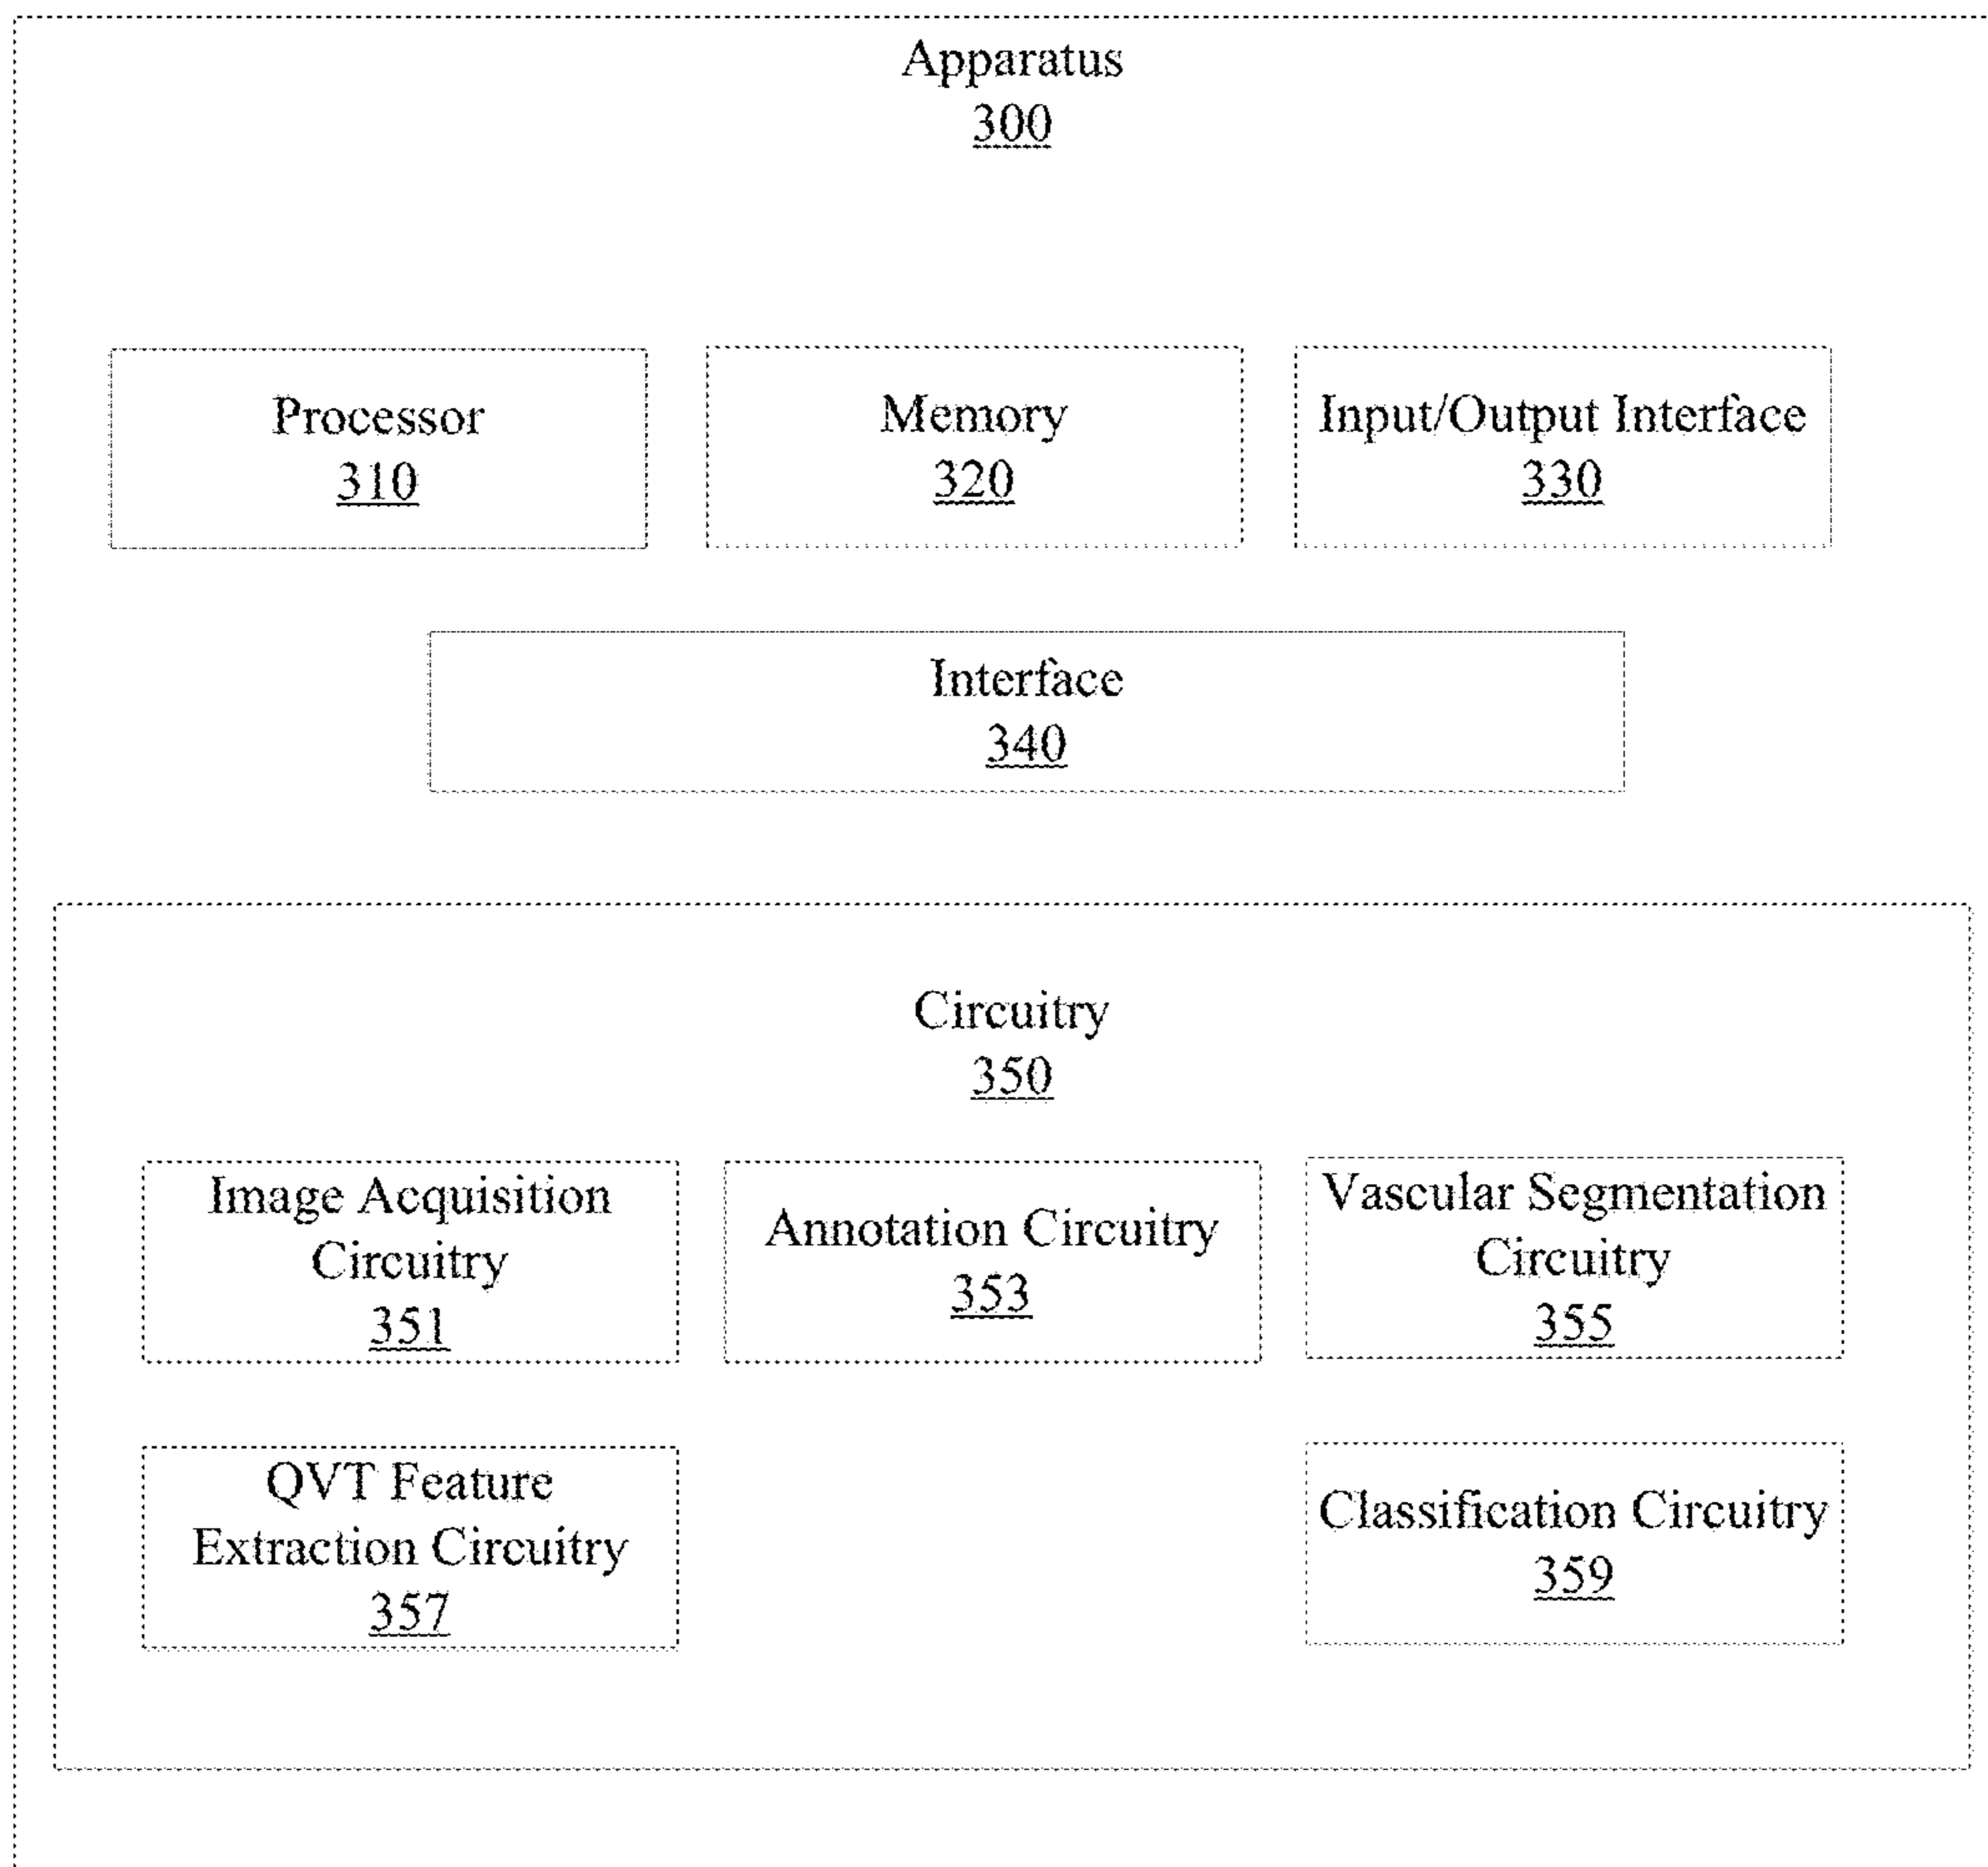 Apparatus
300
Processor
310
Memory
320
Input/Output Interface
330
Interface
340
Circuitry
350
Image Acquisition
Circuitry
351
Annotation Circuitry
353
Vascular Segmentation
Circuitry
355
QVT Feature
Extraction Circuitry
357
Classification Circuitry
359